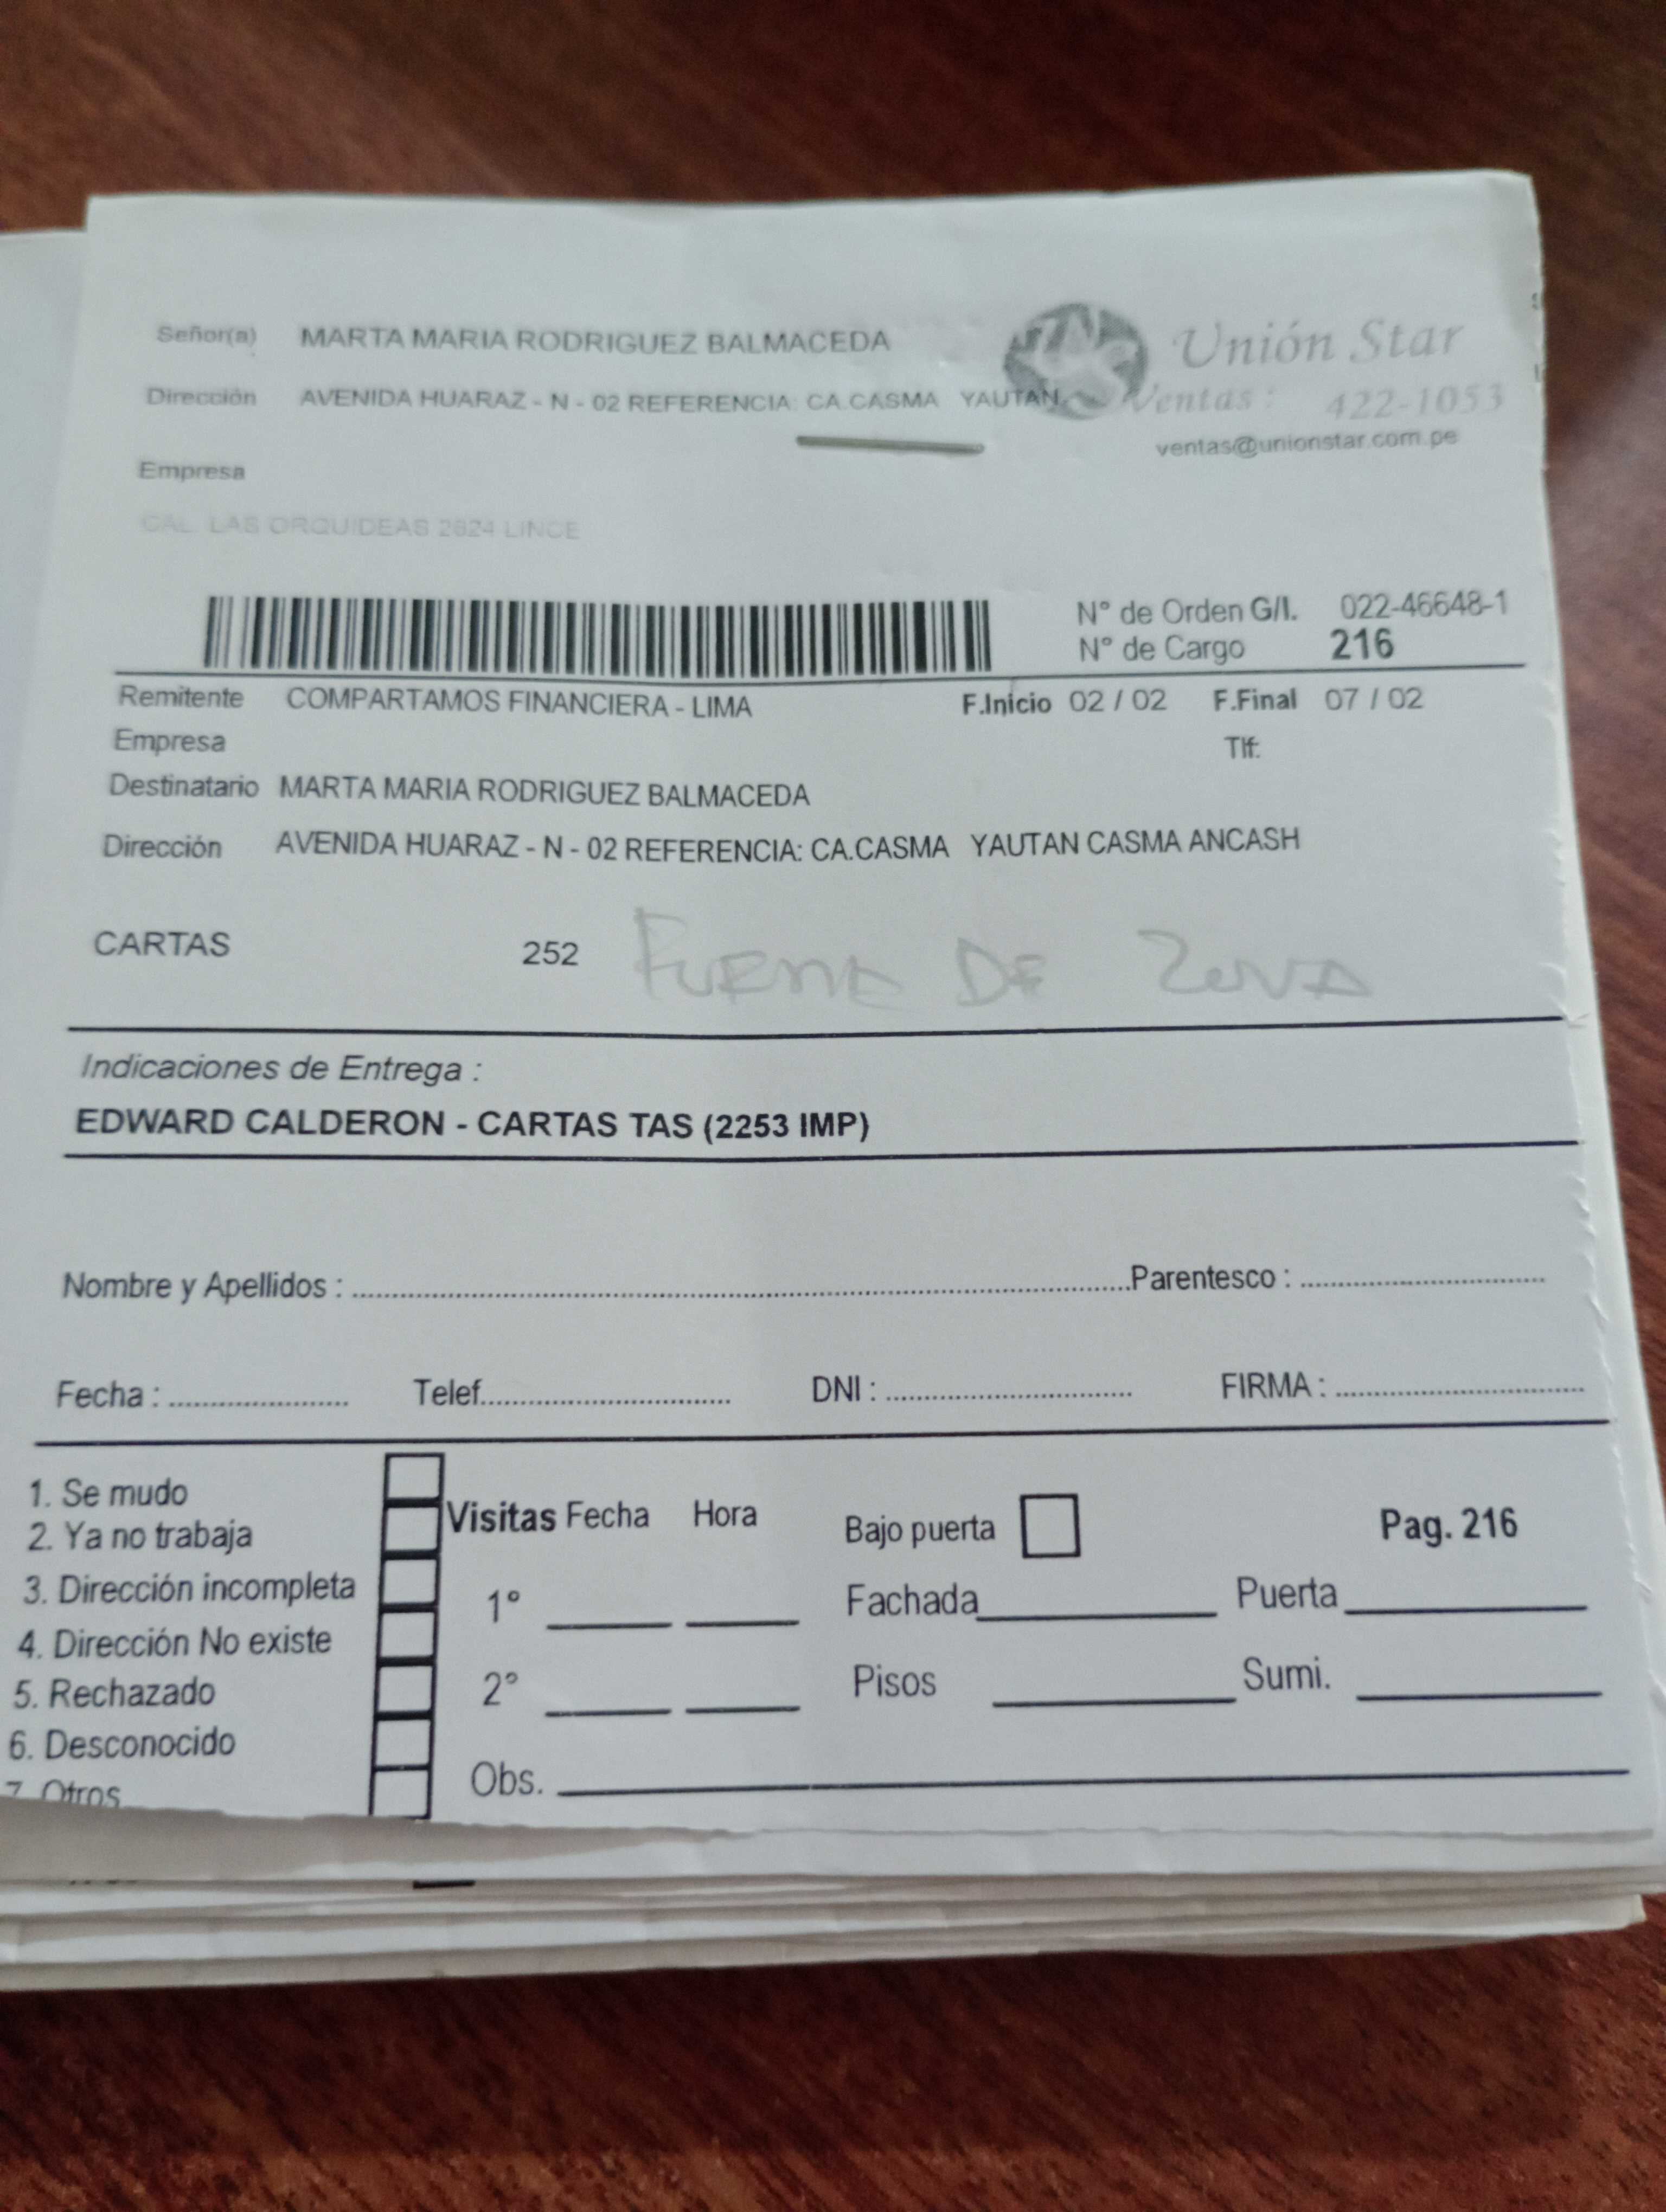 Señor(a) MARTA MARIA RODRIGUEZ BALMACEDA
Unión Star
Dirección AVENIDA HUARAZ - N - 02 REFERENCIA: CA.CASMA YAUTAN
Ventas : 422-1053
ventas@unionstar.com.pe
Empresa
CAL. LAS ORQUIDEAS 2624 LINCE
N° de Orden G/I. 022-46648-1
N° de Cargo 216
Remitente COMPARTAMOS FINANCIERA - LIMA F.Inicio 02 / 02 F.Final 07 / 02
Empresa Tlf:
Destinatario MARTA MARIA RODRIGUEZ BALMACEDA
Dirección AVENIDA HUARAZ - N - 02 REFERENCIA: CA.CASMA YAUTAN CASMA ANCASH
CARTAS 252 FUERA DE ZONA
Indicaciones de Entrega :
EDWARD CALDERON - CARTAS TAS (2253 IMP)
Nombre y Apellidos : Parentesco :
Fecha : Telef. DNI : FIRMA :
1. Se mudo
2. Ya no trabaja
3. Dirección incompleta
4. Dirección No existe
5. Rechazado
6. Desconocido
7. Otros
Visitas Fecha Hora
1°
2°
Obs.
Bajo puerta Pag. 216
Fachada Puerta
Pisos Sumi.